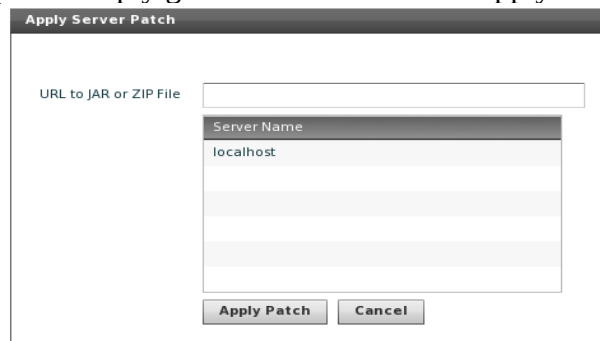 Apply Server Patch
URL to JAR or ZIP File
Server Name
localhost
Apply Patch
Cancel